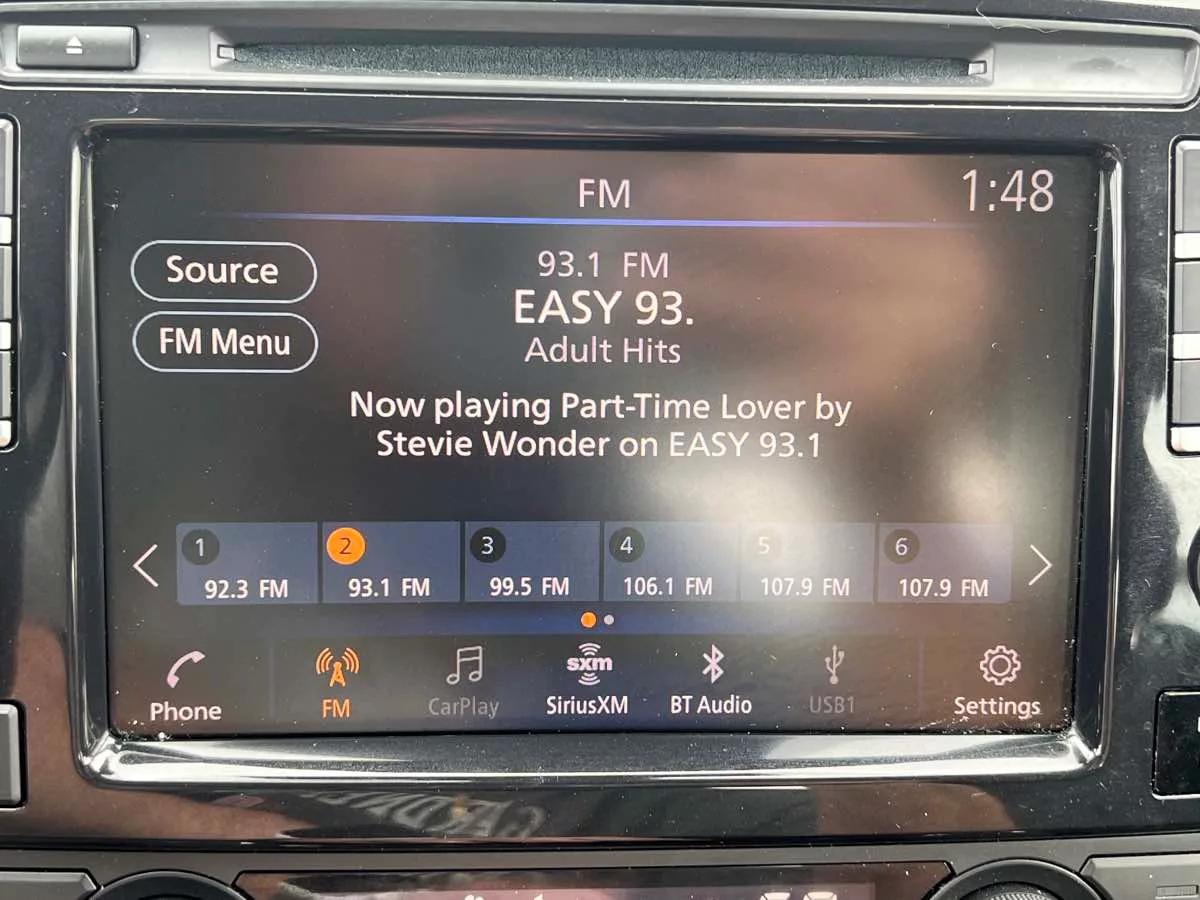 FM
1:48
Source
FM Menu
93.1 FM
EASY 93.
Adult Hits
Now playing Part-Time Lover by
Stevie Wonder on EASY 93.1
1
92.3 FM
2
93.1 FM
3
99.5 FM
4
106.1 FM
5
107.9 FM
6
107.9 FM
Phone
FM
CarPlay
sxm
SiriusXM
BT Audio
USB1
Settings